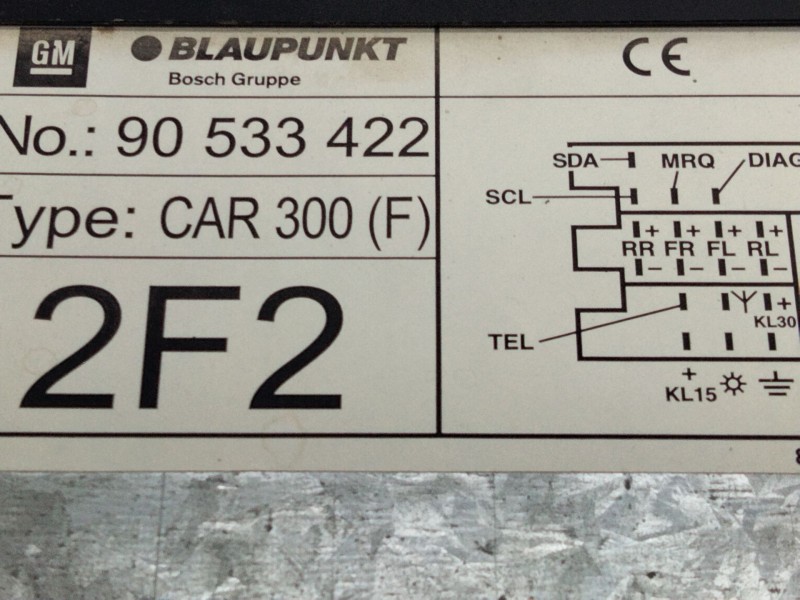 GM BLAUPUNKT
Bosch Gruppe
No.: 90 533 422
Type: CAR 300 (F)
2F2
CE
SDA MRQ DIAG
SCL
+ + + +
RR FR FL RL
- - - -
+
TEL KL30
+
KL15